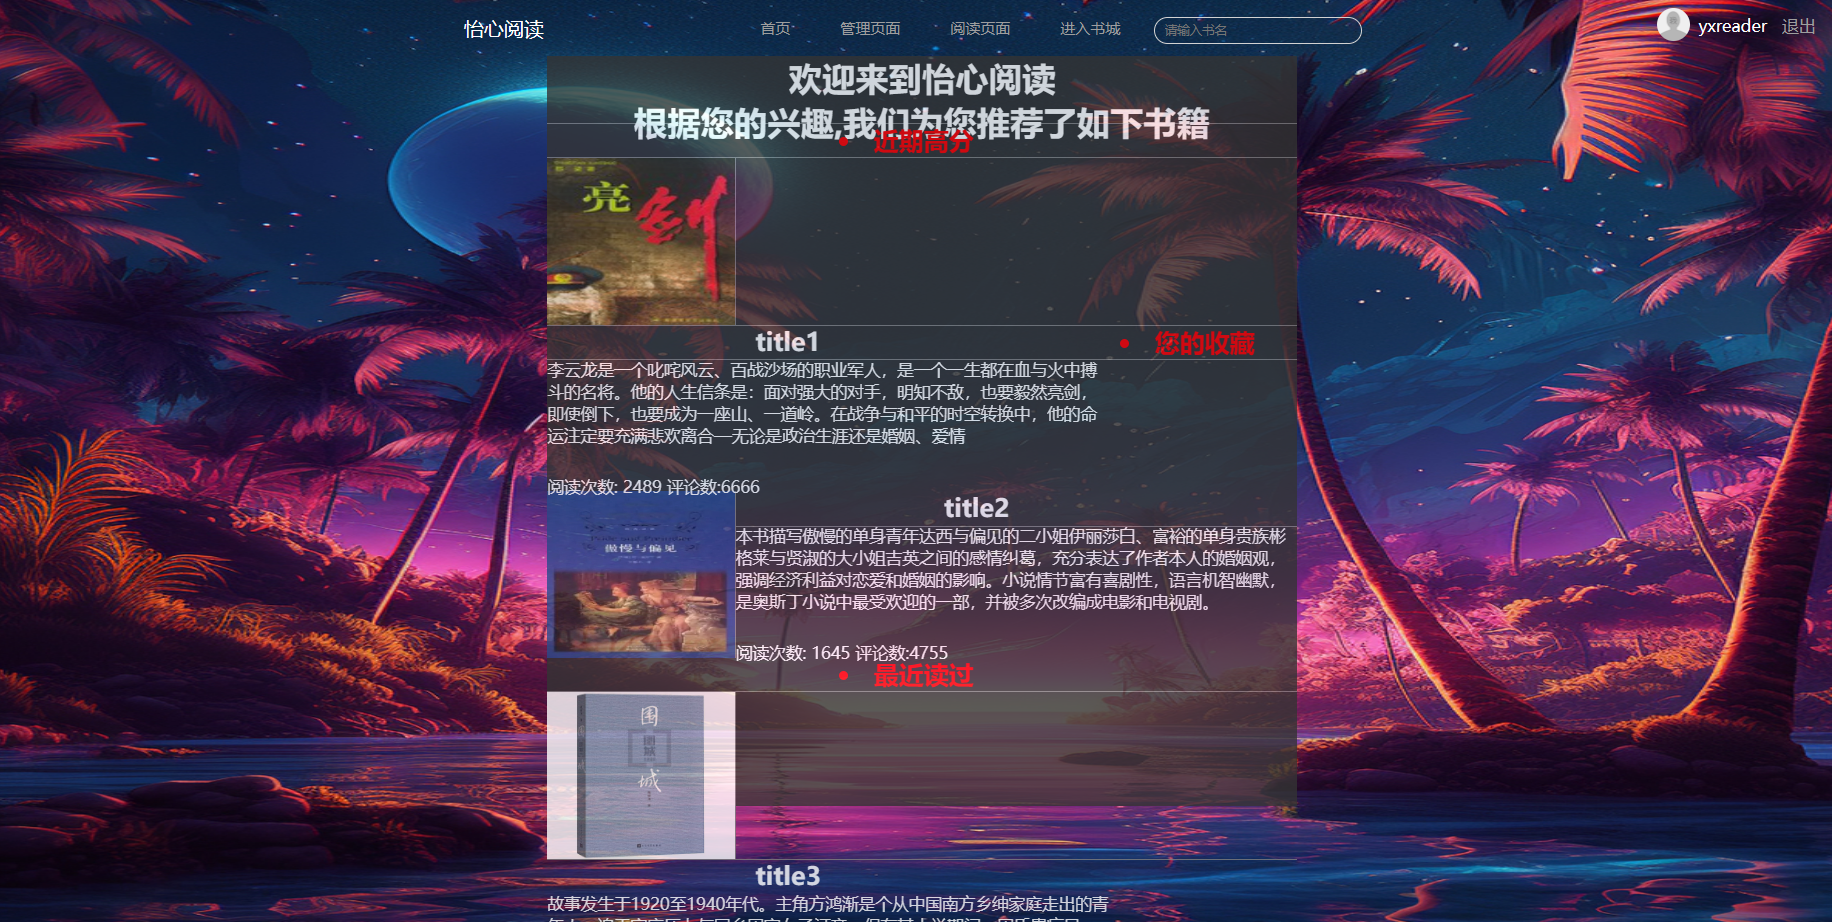 怡心阅读
首页
管理页面
阅读页面
进入书城
请输入书名
yxreader
退出
欢迎来到怡心阅读
根据您的兴趣,我们为您推荐了如下书籍
近期高分
亮剑
title1
您的收藏
李云龙是一个叱咤风云、百战沙场的职业军人，是一个一生都在血与火中搏
斗的名将。他的人生信条是：面对强大的对手，明知不敌，也要毅然亮剑，
即使倒下，也要成为一座山、一道岭。在战争与和平的时空转换中，他的命
运注定要充满悲欢离合—无论是政治生涯还是婚姻、爱情
阅读次数: 2489 评论数:6666
傲慢与偏见
title2
本书描写傲慢的单身青年达西与偏见的二小姐伊丽莎白、富裕的单身贵族彬
格莱与贤淑的大小姐吉英之间的感情纠葛，充分表达了作者本人的婚姻观，
强调经济利益对恋爱和婚姻的影响。小说情节富有喜剧性，语言机智幽默，
是奥斯丁小说中最受欢迎的一部，并被多次改编成电影和电视剧。
阅读次数: 1645 评论数:4755
最近读过
围
城
title3
故事发生于1920至1940年代。主角方鸿渐是个从中国南方乡绅家庭走出的青